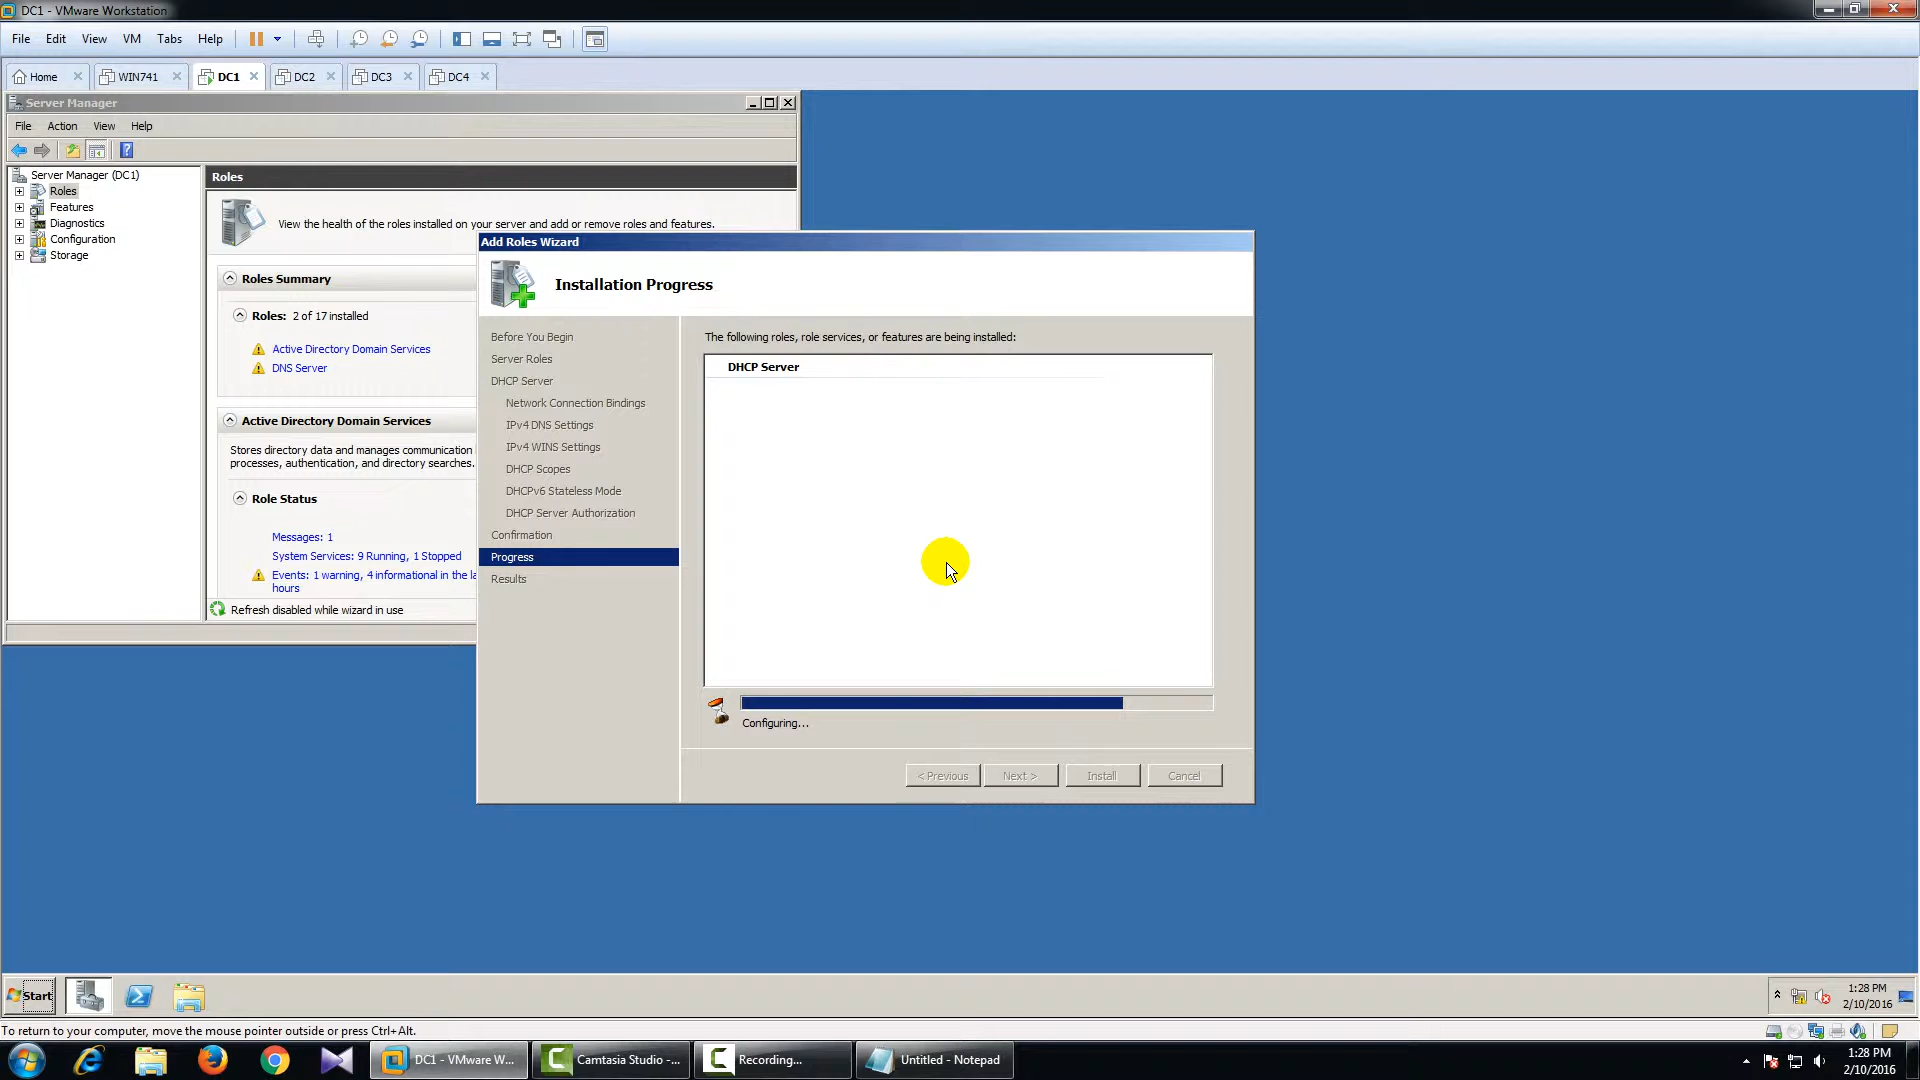 DC1 - VMware Workstation
File Edit View VM Tabs Help
Home WIN741 DC1 DC2 DC3 DC4
Server Manager
File Action View Help
Server Manager (DC1)
Roles
Features
Diagnostics
Configuration
Storage
Roles
View the health of the roles installed on your server and add or remove roles and features.
Roles Summary
Roles: 2 of 17 installed
Active Directory Domain Services
DNS Server
Active Directory Domain Services
Stores directory data and manages communication
processes, authentication, and directory searches.
Role Status
Messages: 1
System Services: 9 Running, 1 Stopped
Events: 1 warning, 4 informational in the la
hours
Refresh disabled while wizard in use
Add Roles Wizard
Installation Progress
Before You Begin
Server Roles
DHCP Server
Network Connection Bindings
IPv4 DNS Settings
IPv4 WINS Settings
DHCP Scopes
DHCPv6 Stateless Mode
DHCP Server Authorization
Confirmation
Progress
Results
The following roles, role services, or features are being installed:
DHCP Server
Configuring...
< Previous Next > Install Cancel
Start
1:28 PM
2/10/2016
To return to your computer, move the mouse pointer outside or press Ctrl+Alt.
DC1 - VMware W... Camtasia Studio -... Recording... Untitled - Notepad
1:28 PM
2/10/2016